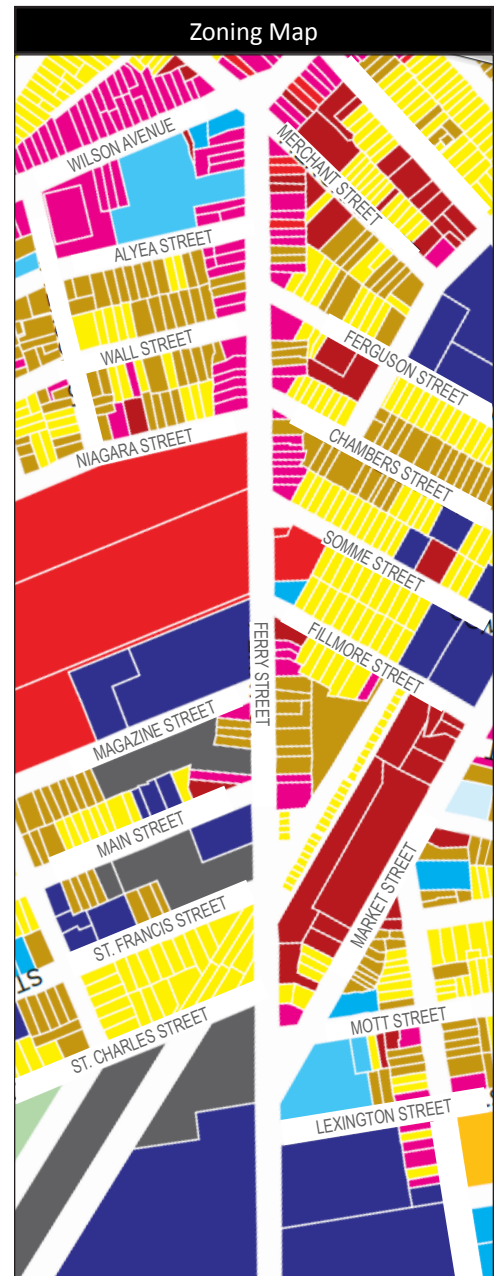 Zoning Map
WILSON AVENUE
MERCHANT STREET
ALYEA STREET
WALL STREET
FERGUSON STREET
NIAGARA STREET
CHAMBERS STREET
SOMME STREET
FILLMORE STREET
FERRY STREET
MAGAZINE STREET
MAIN STREET
MARKET STREET
ST. FRANCIS STREET
MOTT STREET
ST. CHARLES STREET
LEXINGTON STREET